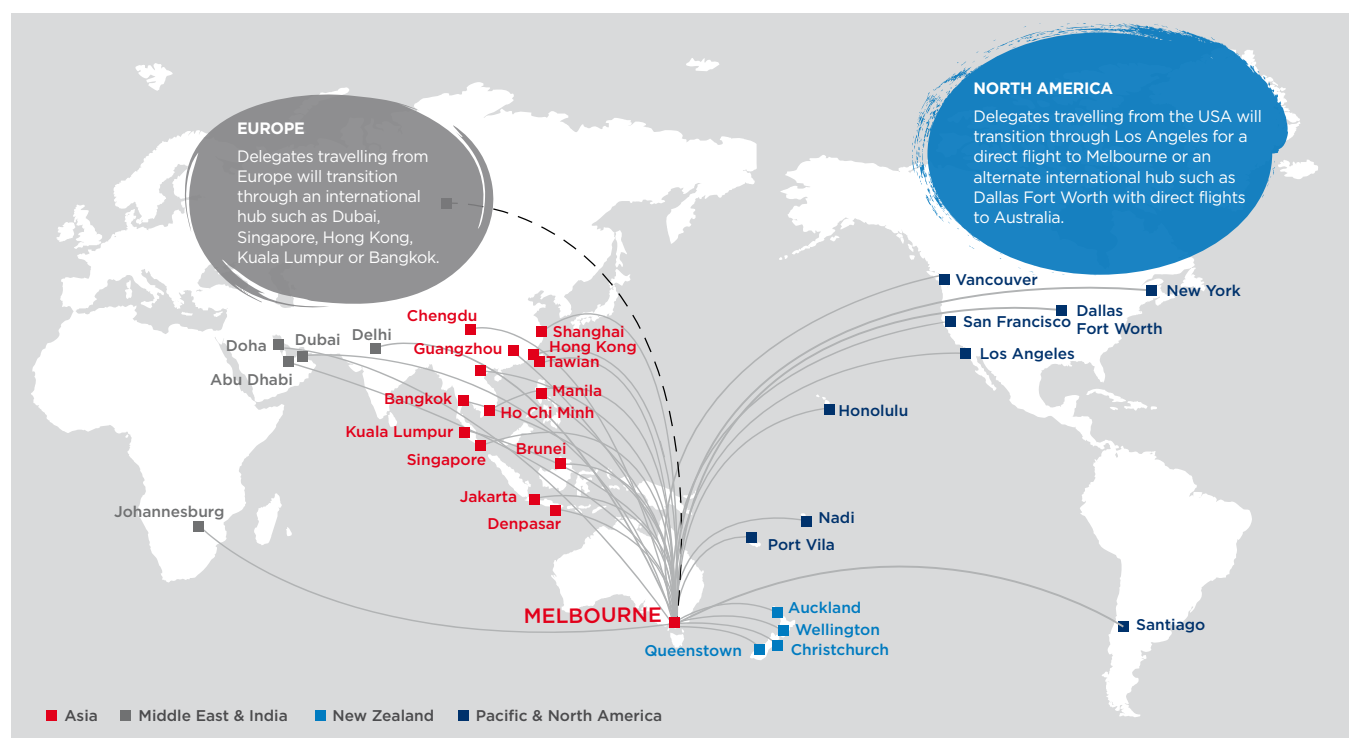 EUROPE
Delegates travelling from
Europe will transition
through an international
hub such as Dubai,
Singapore, Hong Kong,
Kuala Lumpur or Bangkok.
NORTH AMERICA
Delegates travelling from the USA will
transition through Los Angeles for a
direct flight to Melbourne or an
alternate international hub such as
Dallas Fort Worth with direct flights
to Australia.
Vancouver
New York
Dallas
Fort Worth
San Francisco
Los Angeles
Honolulu
Chengdu
Shanghai
Hong Kong
Tawian
Guangzhou
Dubai
Delhi
Doha
Abu Dhabi
Manila
Bangkok
Ho Chi Minh
Kuala Lumpur
Singapore
Brunei
Jakarta
Denpasar
Johannesburg
Nadi
Port Vila
MELBOURNE
Auckland
Wellington
Christchurch
Queenstown
Santiago
Asia
Middle East & India
New Zealand
Pacific & North America